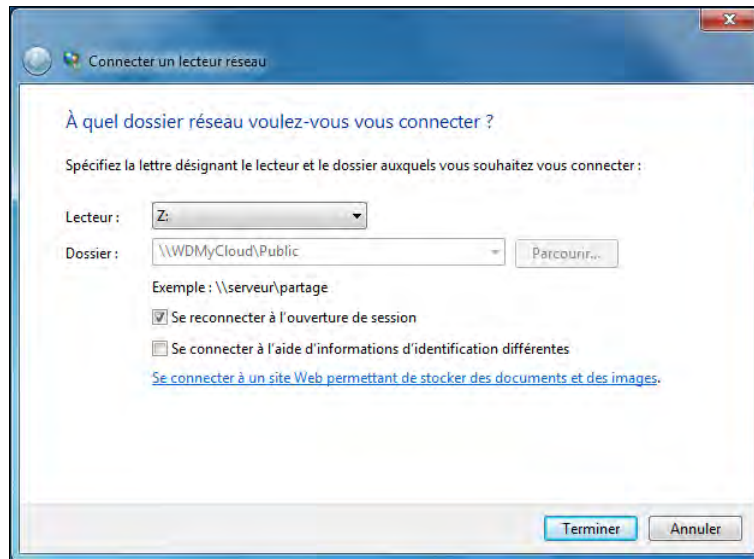 Connecter un lecteur réseau
À quel dossier réseau voulez-vous vous connecter ?
Spécifiez la lettre désignant le lecteur et le dossier auxquels vous souhaitez vous connecter :
Lecteur : Z:
Dossier : \\WDMyCloud\Public Parcourir...
Exemple : \\serveur\partage
Se reconnecter à l'ouverture de session
Se connecter à l'aide d'informations d'identification différentes
Se connecter à un site Web permettant de stocker des documents et des images.
Terminer Annuler